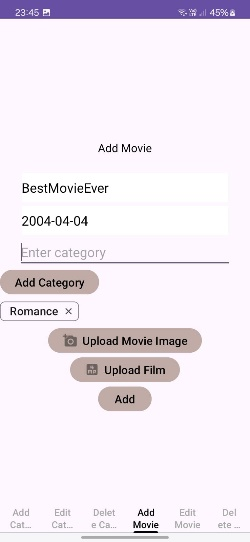 23:45 45%
Add Movie
BestMovieEver
2004-04-04
Enter category
Add Category
Romance ×
Upload Movie Image
Upload Film
Add
Add Cat... Edit Cat... Delet e Ca... Add Movie Edit Movie Del ete ...